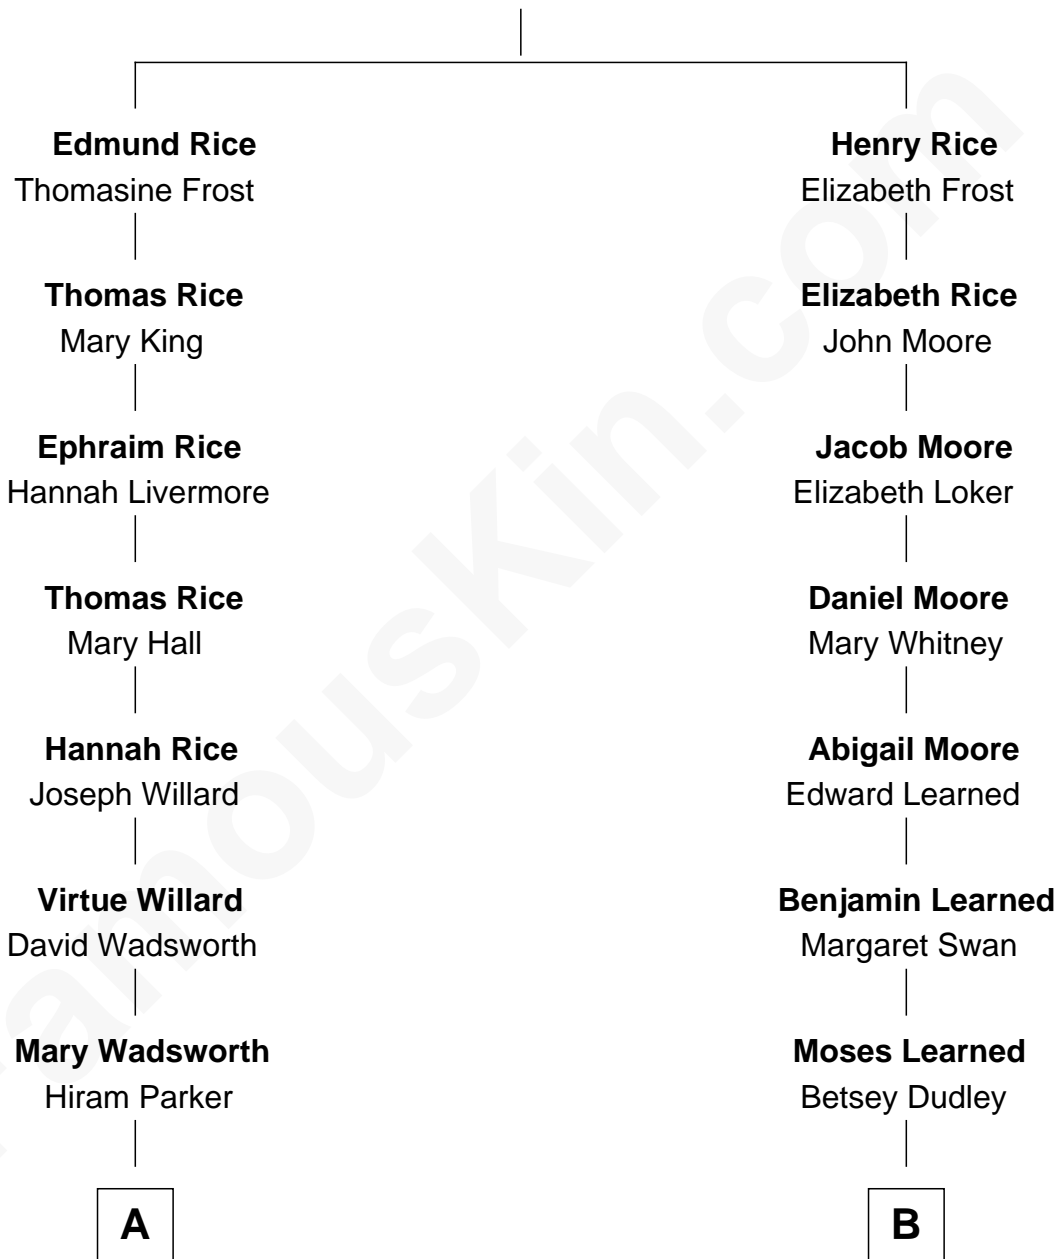 Edmund Rice
Thomasine Frost
Thomas Rice
Mary King
Ephraim Rice
Hannah Livermore
Thomas Rice
Mary Hall
Hannah Rice
Joseph Willard
Virtue Willard
David Wadsworth
Mary Wadsworth
Hiram Parker
A
Henry Rice
Elizabeth Frost
Elizabeth Rice
John Moore
Jacob Moore
Elizabeth Loker
Daniel Moore
Mary Whitney
Abigail Moore
Edward Learned
Benjamin Learned
Margaret Swan
Moses Learned
Betsey Dudley
B
FamousKin.com